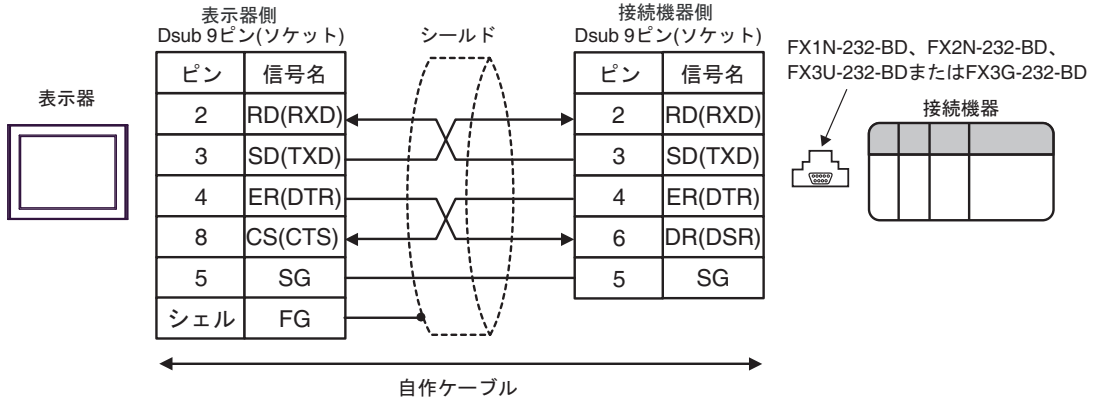 表示器側
Dsub 9ピン(ソケット)
シールド
接続機器側
Dsub 9ピン(ソケット)
FX1N-232-BD、FX2N-232-BD、
FX3U-232-BDまたはFX3G-232-BD
表示器
接続機器
ピン 信号名
2 RD(RXD)
3 SD(TXD)
4 ER(DTR)
8 CS(CTS)
5 SG
シェル FG
ピン 信号名
2 RD(RXD)
3 SD(TXD)
4 ER(DTR)
6 DR(DSR)
5 SG
自作ケーブル